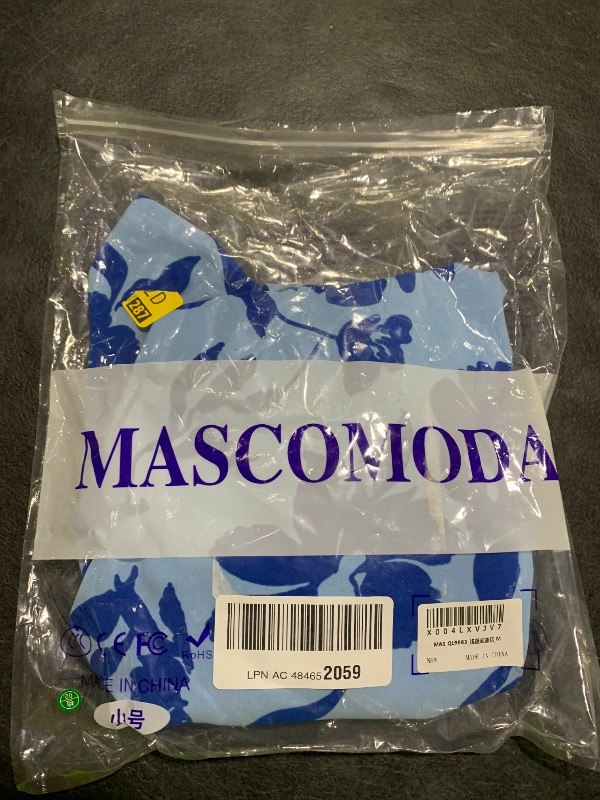 287
MASCOMODA
CE FC
RoHS
MADE IN CHINA
小号
LPN AC 484652059
X004LXVJV7
NEW MADE IN CHINA